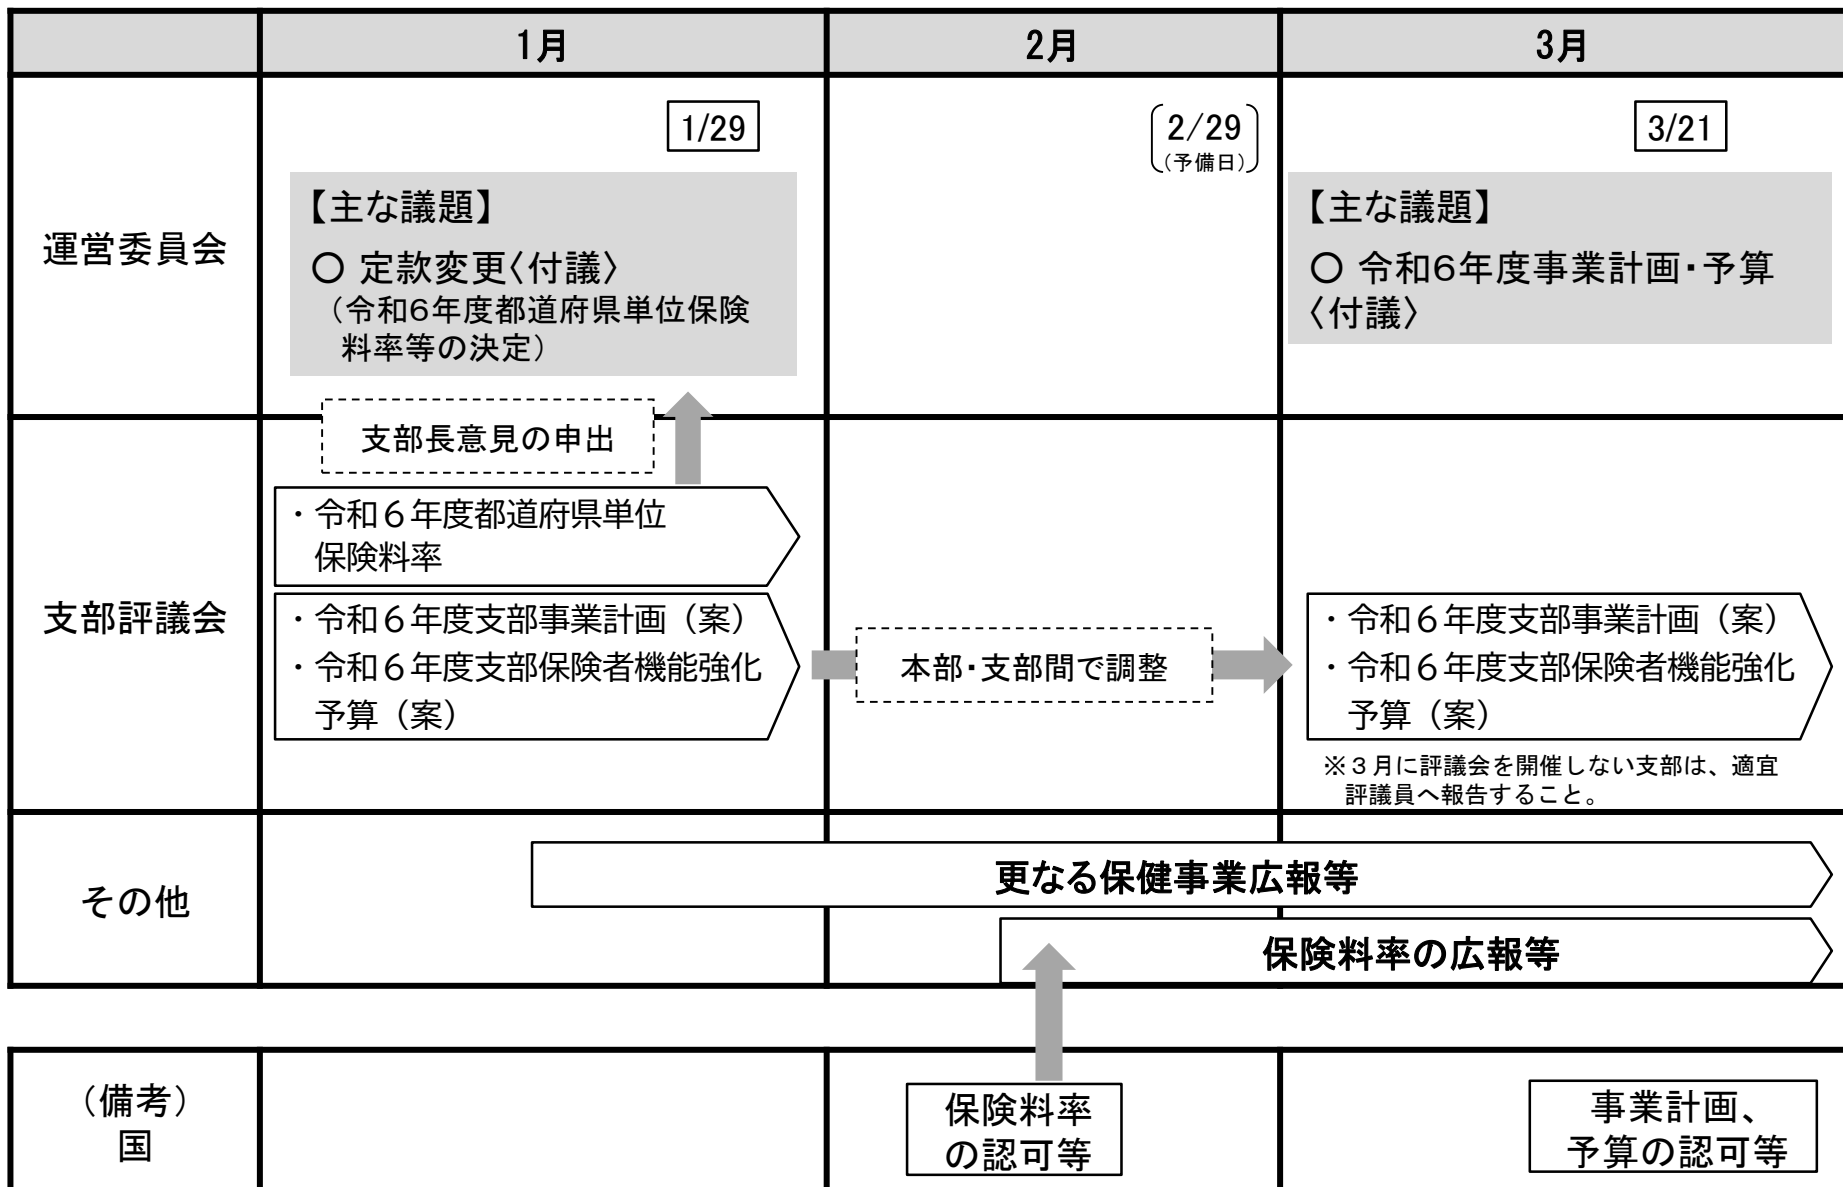 1月
2月
3月
運営委員会
1/29
【主な議題】
○ 定款変更〈付議〉
（令和6年度都道府県単位保険
料率等の決定）
2/29
（予備日）
3/21
【主な議題】
○ 令和6年度事業計画・予算
〈付議〉
支部評議会
支部長意見の申出
・令和６年度都道府県単位
保険料率
・令和６年度支部事業計画（案）
・令和６年度支部保険者機能強化
予算（案）
本部・支部間で調整
・令和６年度支部事業計画（案）
・令和６年度支部保険者機能強化
予算（案）
※３月に評議会を開催しない支部は、適宜
評議員へ報告すること。
その他
更なる保健事業広報等
保険料率の広報等
（備考）
国
保険料率
の認可等
事業計画、
予算の認可等